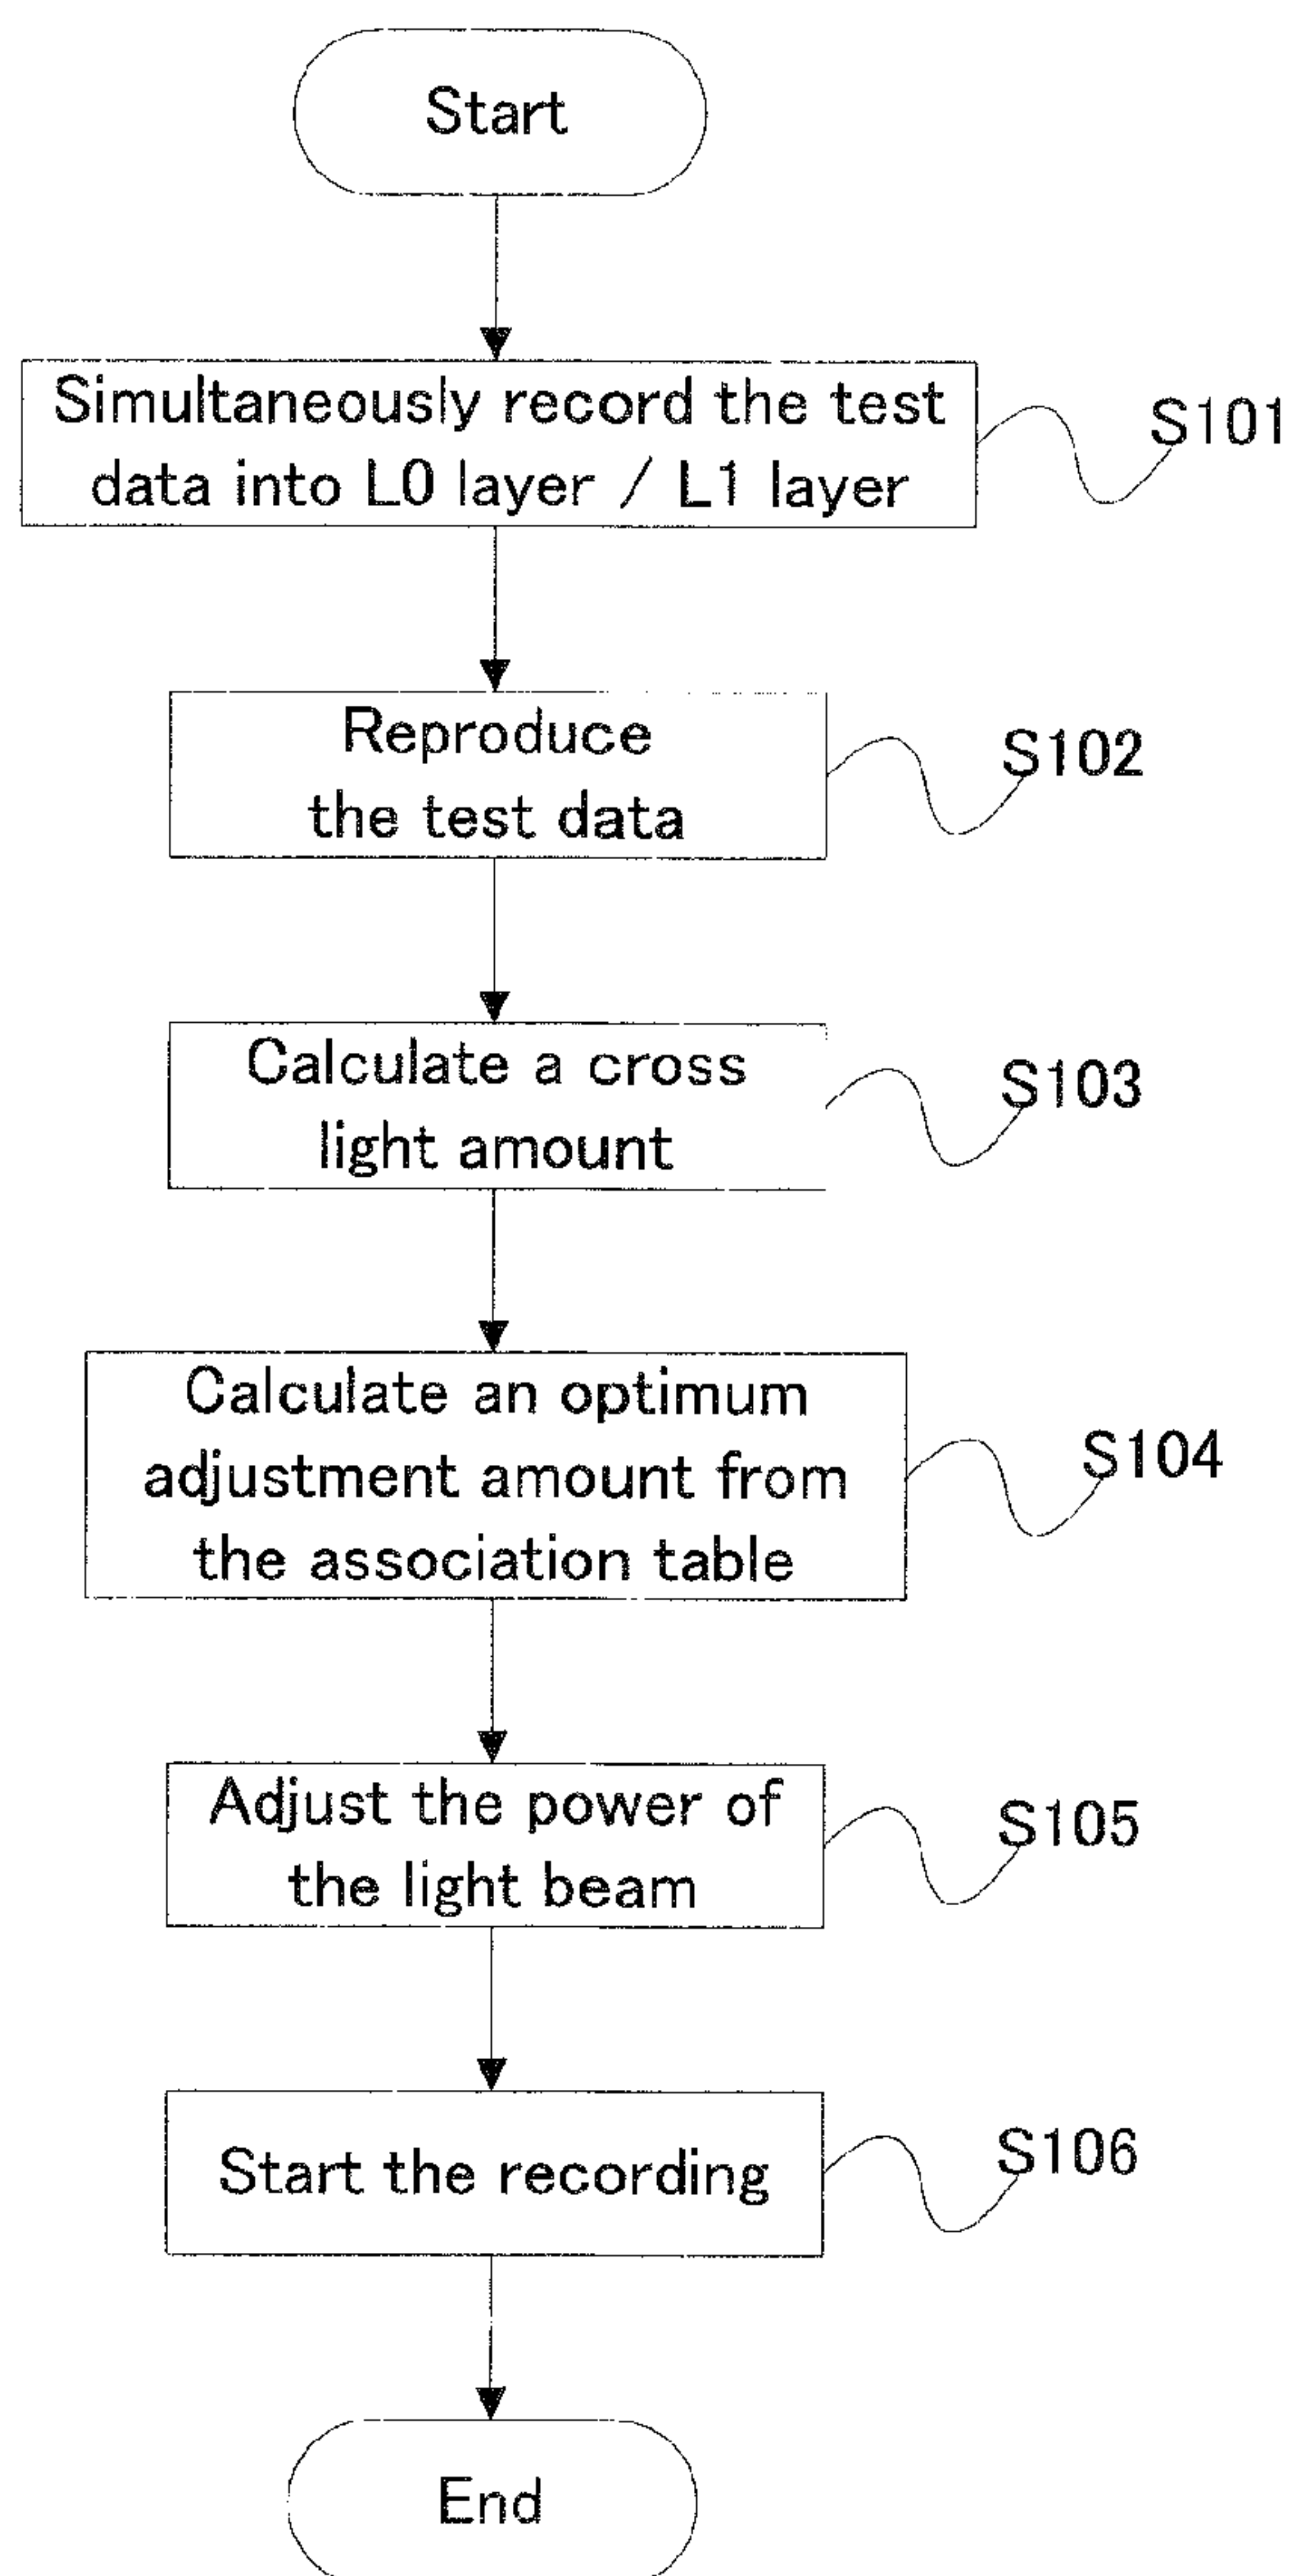 Start
Simultaneously record the test
data into L0 layer / L1 layer
S101
Reproduce
the test data
S102
Calculate a cross
light amount
S103
Calculate an optimum
adjustment amount from
the association table
S104
Adjust the power of
the light beam
S105
Start the recording
S106
End